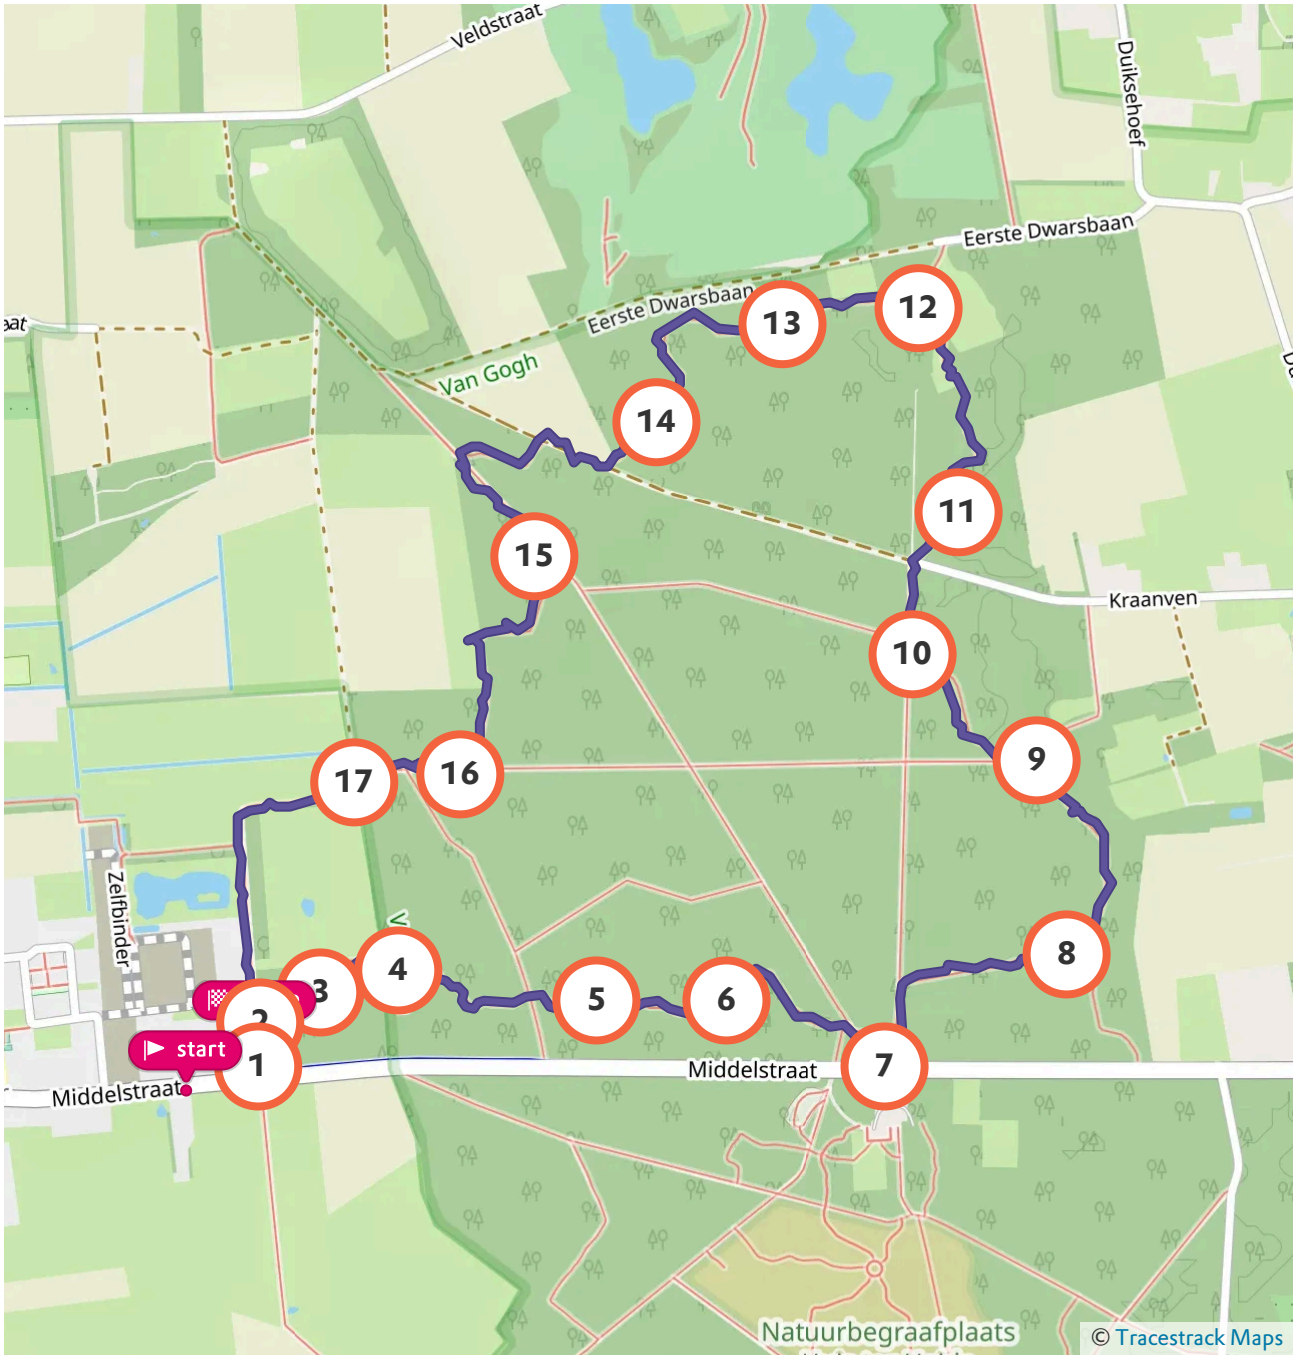 Veldstraat
Duiksehoef
Eerste Dwarsbaan
Eerste Dwarsbaan
12
13
aat
Van Gogh
14
11
15
Kraanven
10
9
16
17
Zelfbinder
V
8
4
3
5
6
2
start
1
7
Middelstraat
Middelstraat
Natuurbegraafplaats
© Tracestrack Maps